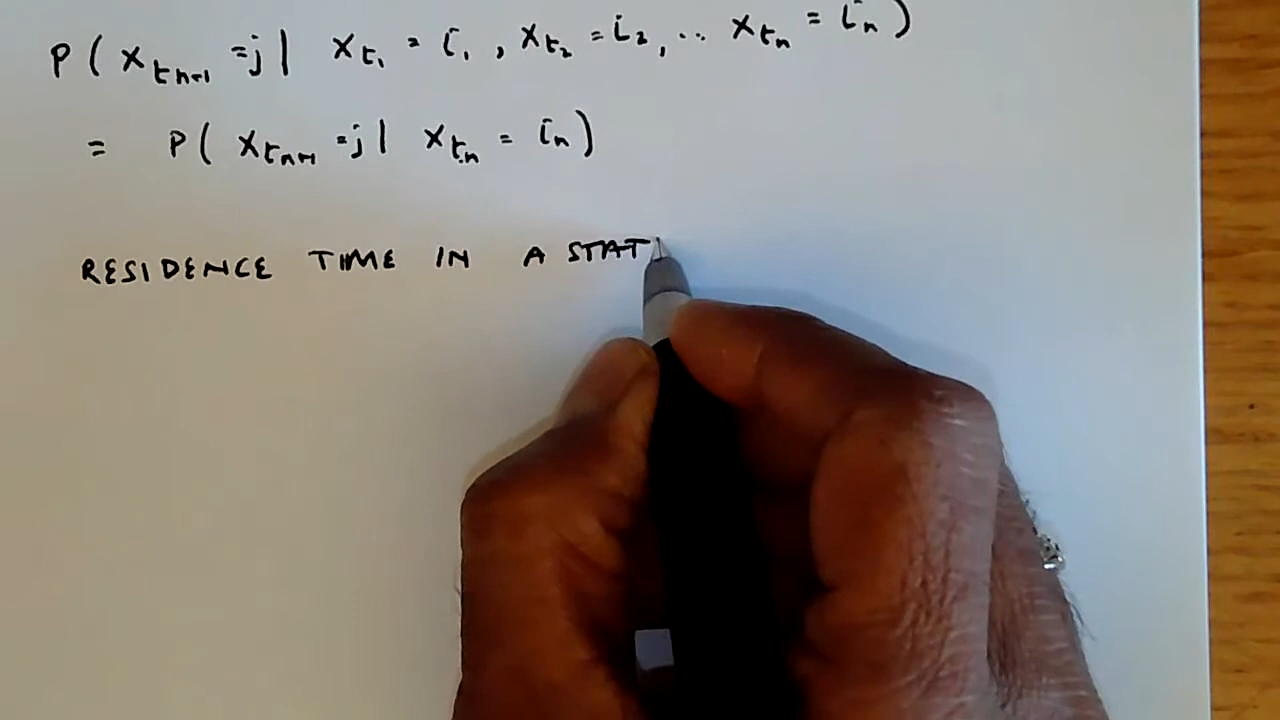 P( X_{t_{n+1}} =j | X_{t_1} = i_1 , X_{t_2} = i_2, ... X_{t_n} = i_n )
= P( X_{t_{n+1}} =j | X_{t_n} = i_n )
RESIDENCE TIME IN A STAT